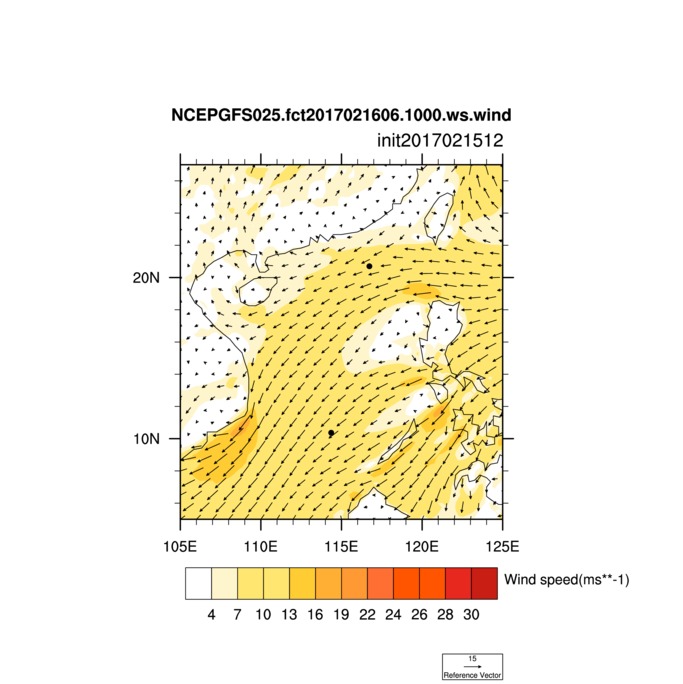 NCEPGFS025.fct2017021606.1000.ws.wind
init2017021512
20N
10N
105E 110E 115E 120E 125E
Wind speed(ms**-1)
4 7 10 13 16 19 22 24 26 28 30
15
Reference Vector